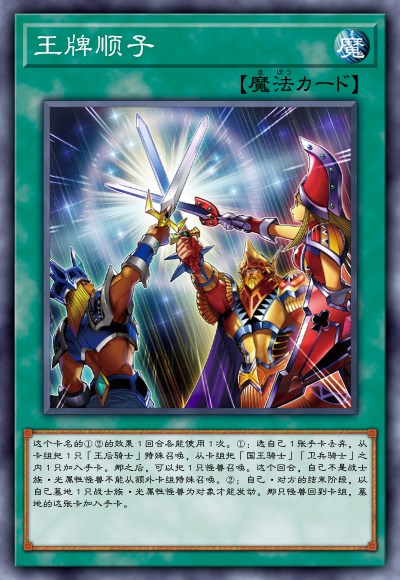 王牌顺子
魔
【魔法カード】
ま ほう
这个卡名的①②的效果1回合各能使用1次。①：选自己1张手卡丢弃，从
卡组把1只「王后骑士」特殊召唤，从卡组把「国王骑士」「卫兵骑士」之
内1只加入手卡。那之后，可以把1只怪兽召唤。这个回合，自己不是战士
族·光属性怪兽不能从额外卡组特殊召唤。②：自己·对方的结束阶段，以
自己墓地1只战士族·光属性怪兽为对象才能发动。那只怪兽回到卡组，墓
地的这张卡加入手卡。